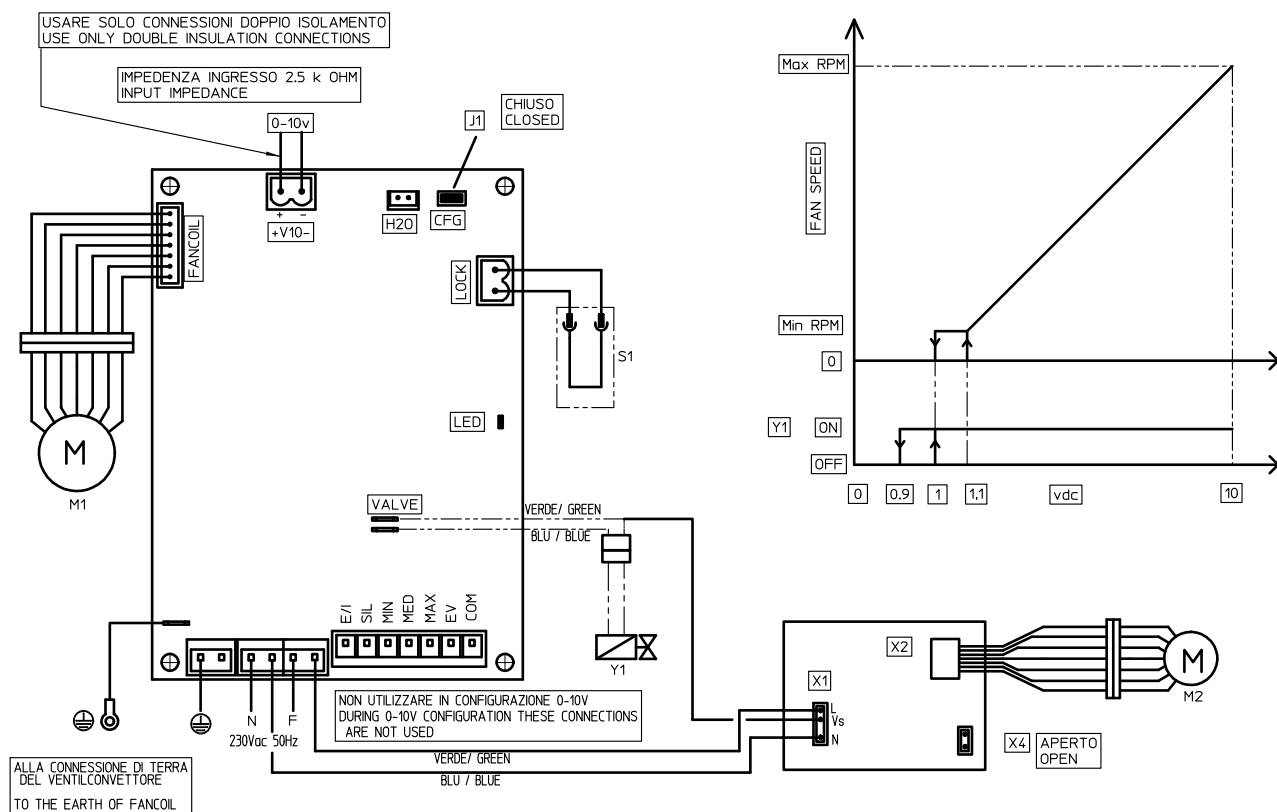 USARE SOLO CONNESSIONI DOPPIO ISOLAMENTO
USE ONLY DOUBLE INSULATION CONNECTIONS
IMPEDENZA INGRESSO 2.5 k OHM
INPUT IMPEDANCE
0-10v
J1
CHIUSO
CLOSED
+ -
+V10-
H20
CFG
FANCOIL
LOCK
S1
LED
M
M1
VALVE
VERDE/ GREEN
BLU / BLUE
Y1
E/I
SIL
MIN
MED
MAX
EV
COM
N
F
230Vac 50Hz
NON UTILIZZARE IN CONFIGURAZIONE 0-10V
DURING 0-10V CONFIGURATION THESE CONNECTIONS
ARE NOT USED
VERDE/ GREEN
BLU / BLUE
ALLA CONNESSIONE DI TERRA
DEL VENTILCONVETTORE
TO THE EARTH OF FANCOIL
Max RPM
FAN SPEED
Min RPM
0
Y1
ON
OFF
0
0.9
1
1,1
vdc
10
X2
X1
L
Vs
N
M
M2
X4
APERTO
OPEN